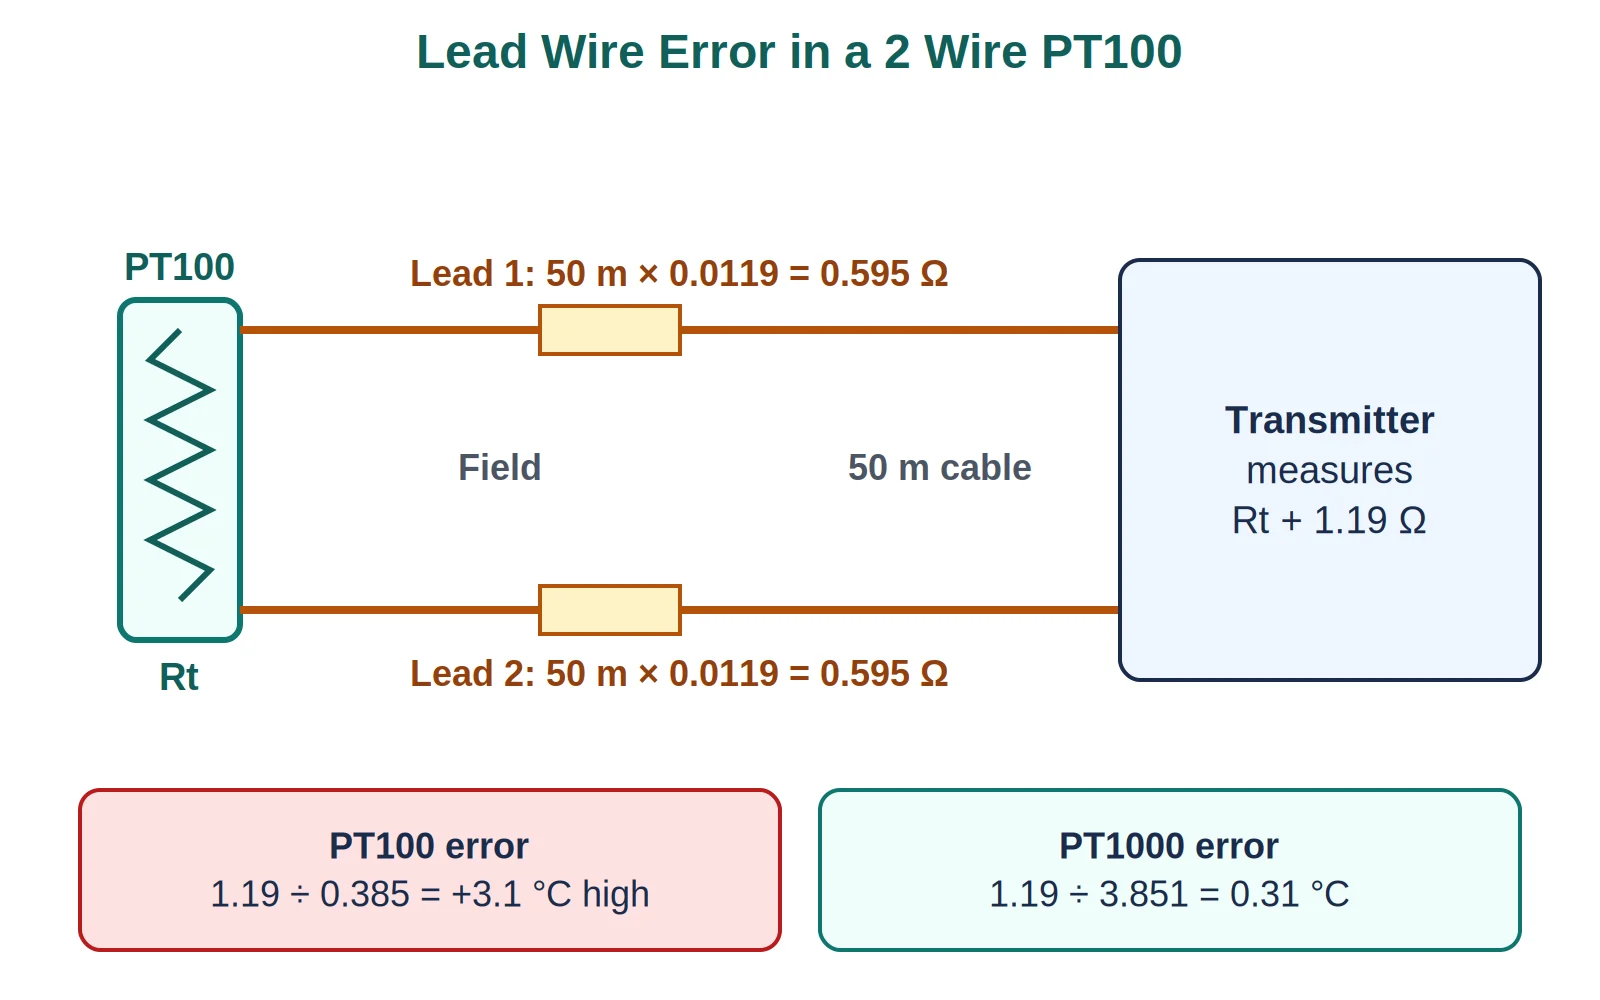 Lead Wire Error in a 2 Wire PT100
PT100
Lead 1: 50 m × 0.0119 = 0.595 Ω
Field
50 m cable
Transmitter
measures
Rt + 1.19 Ω
Lead 2: 50 m × 0.0119 = 0.595 Ω
Rt
PT100 error
1.19 ÷ 0.385 = +3.1 °C high
PT1000 error
1.19 ÷ 3.851 = 0.31 °C